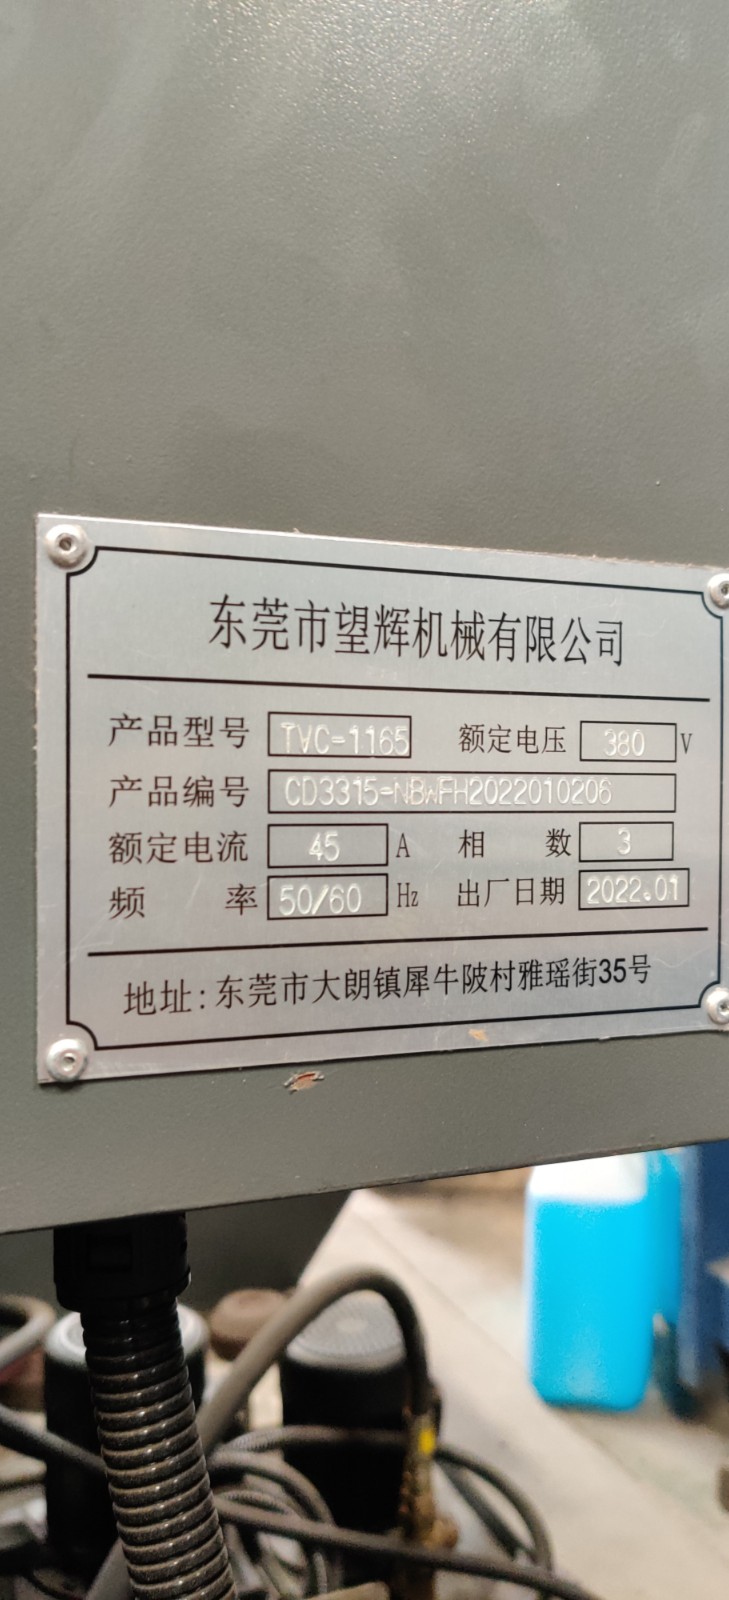 东莞市望辉机械有限公司
产品型号 TVC-1165 额定电压 380 V
产品编号 CD3315-NBWFH2022010206
额定电流 45 A 相 数 3
频 率 50/60 Hz 出厂日期 2022.01
地址:东莞市大朗镇犀牛陂村雅瑶街35号